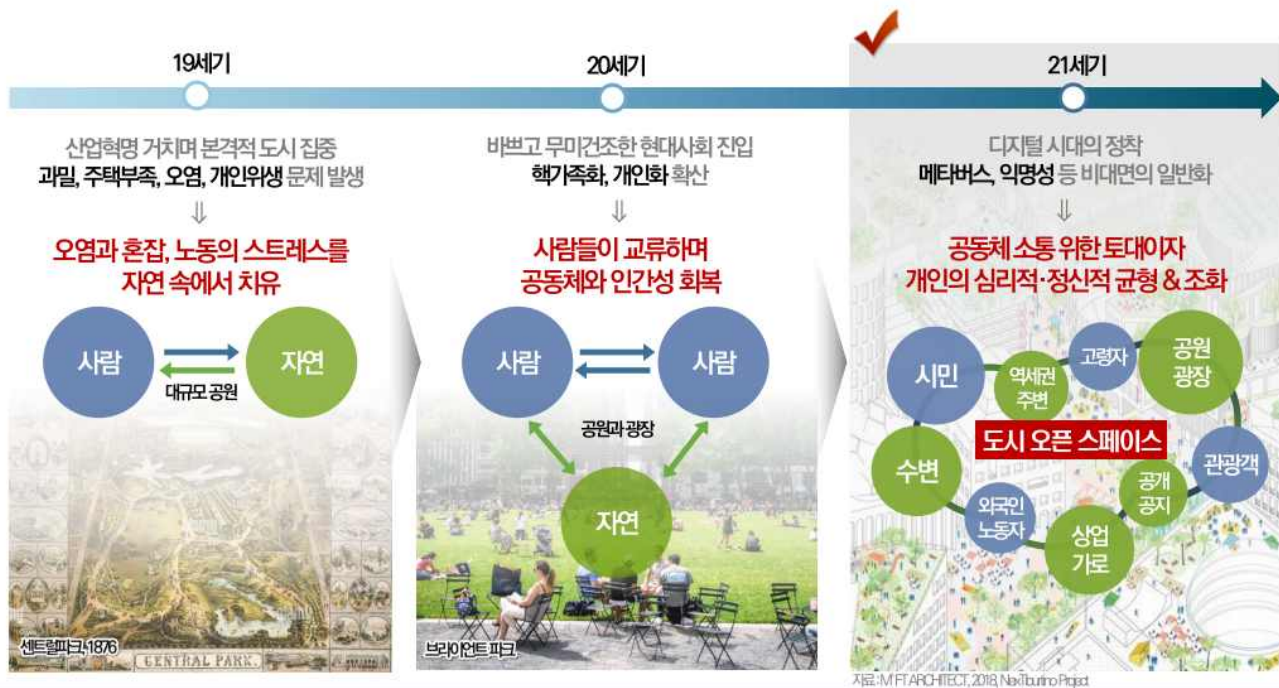 19세기
산업혁명 거치며 본격적 도시 집중
과밀, 주택부족, 오염, 개인위생 문제 발생
오염과 혼잡, 노동의 스트레스를
자연 속에서 치유
사람
자연
대규모 공원
센트럴파크, 1876
CENTRAL PARK.
20세기
바쁘고 무미건조한 현대사회 진입
핵가족화, 개인화 확산
사람들이 교류하며
공동체와 인간성 회복
사람
사람
공원과 광장
자연
브라이언트 파크
21세기
디지털 시대의 정착
메타버스, 익명성 등 비대면의 일반화
공동체 소통 위한 토대이자
개인의 심리적·정신적 균형 & 조화
시민
역세권
주변
고령자
공원
광장
도시 오픈 스페이스
수변
외국인
노동자
상업
가로
공개
공지
관광객
자료 : M²FT ARCHITECT, 2018, NexTiburtino Project